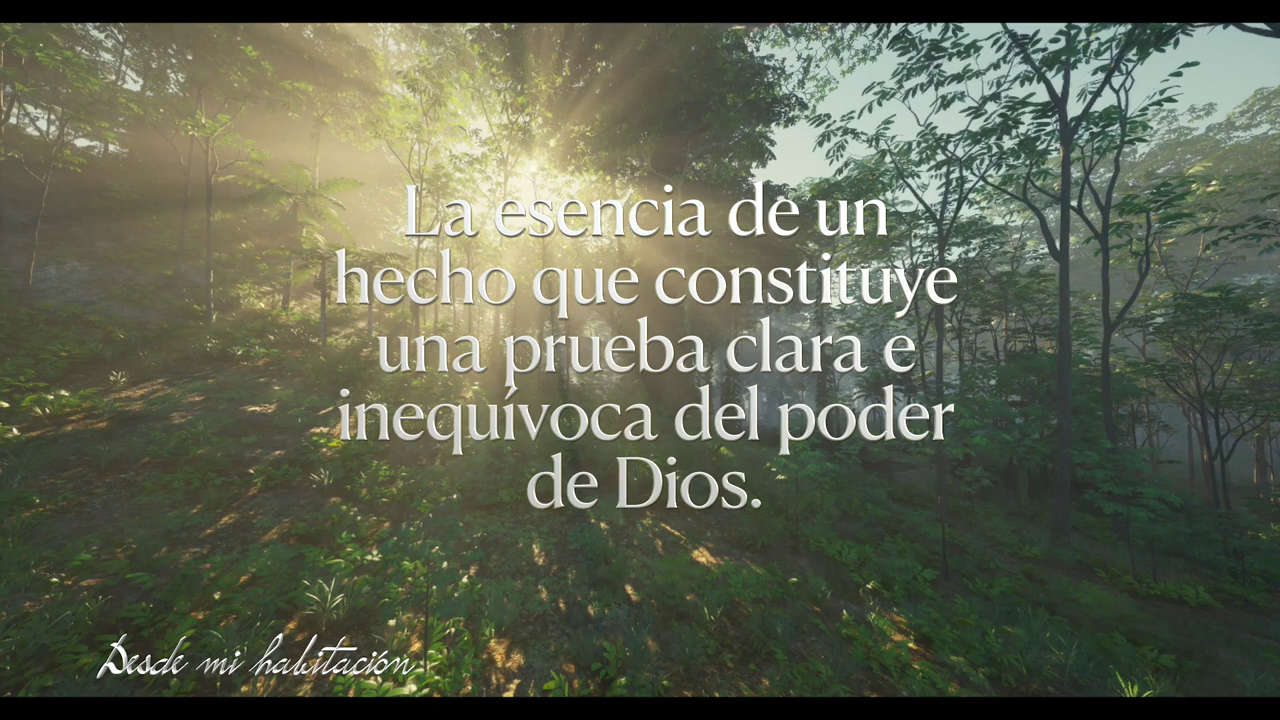 La esencia de un
hecho que constituye
una prueba clara e
inequívoca del poder
de Dios.
Desde mi habitación